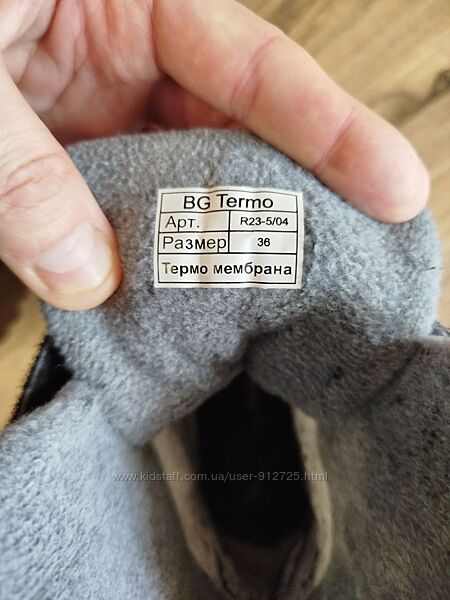 BG Termo
Арт. R23-5/04
Размер 36
Термо мембрана
www.kidstaff.com.ua/user-912725.html